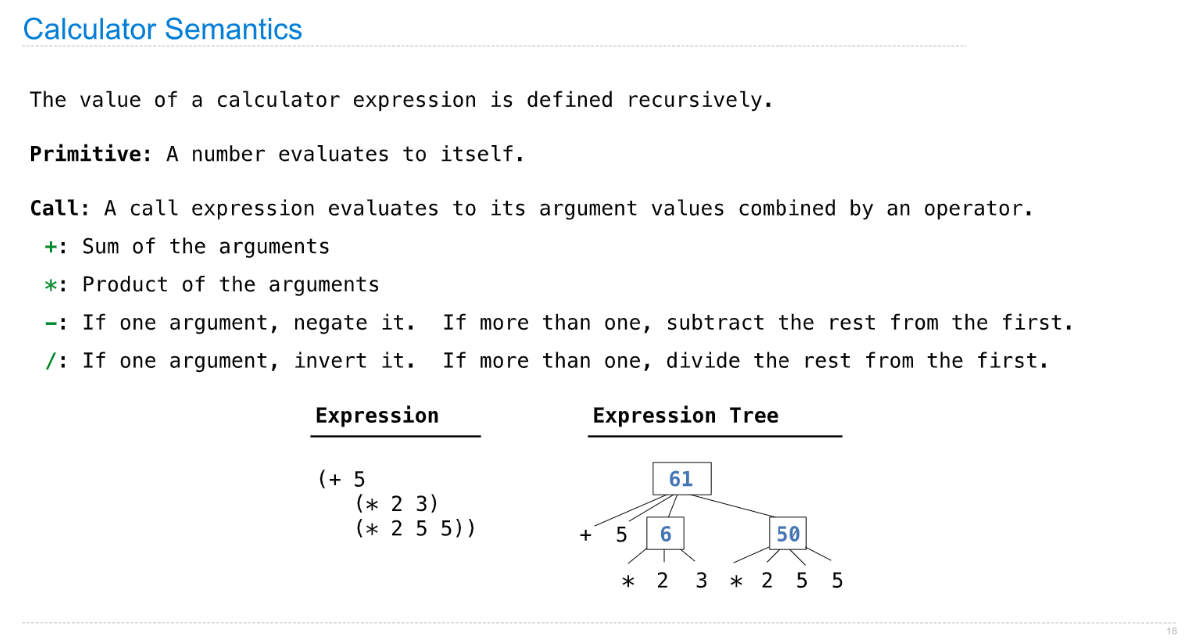 Calculator Semantics
The value of a calculator expression is defined recursively.
Primitive: A number evaluates to itself.
Call: A call expression evaluates to its argument values combined by an operator.
+: Sum of the arguments
*: Product of the arguments
-: If one argument, negate it.  If more than one, subtract the rest from the first.
/: If one argument, invert it.  If more than one, divide the rest from the first.
Expression
(+ 5
(* 2 3)
(* 2 5 5))
Expression Tree
61
+ 5 6 50
* 2 3 * 2 5 5
18